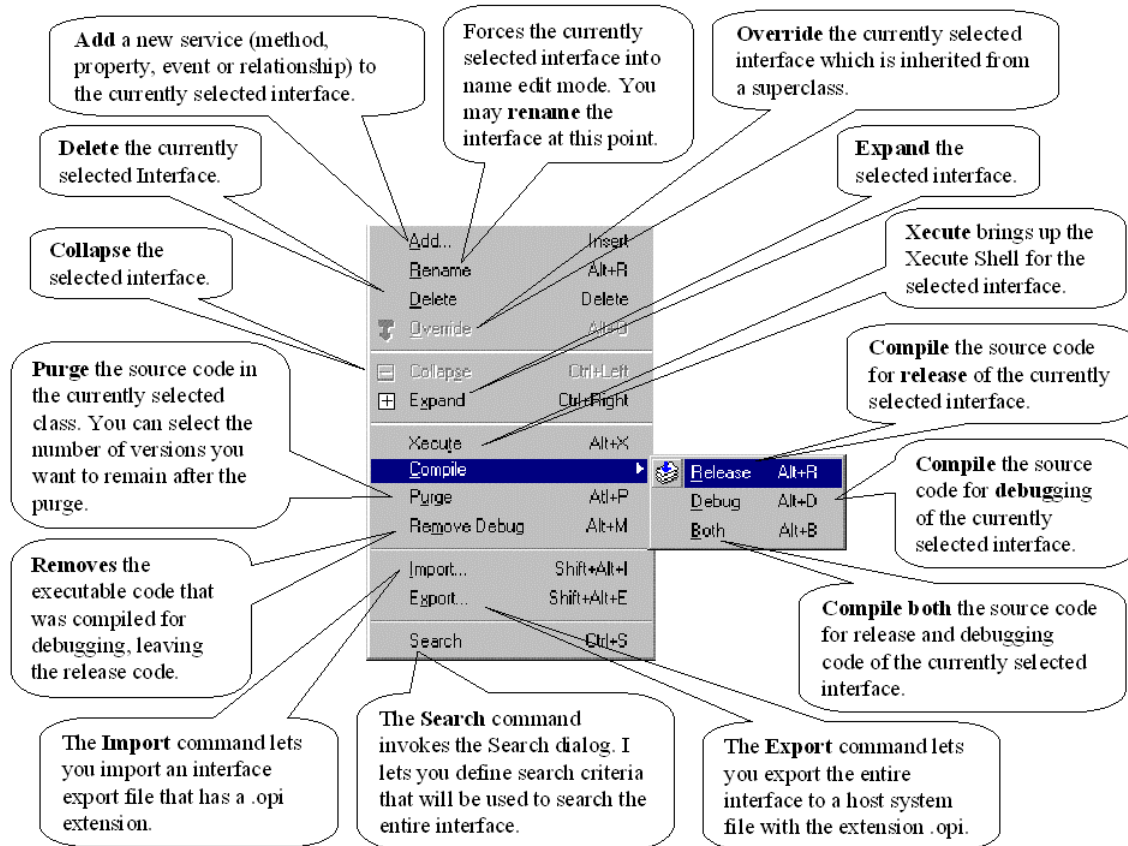 Add a new service (method,
property, event or relationship) to
the currently selected interface.
Forces the currently
selected interface into
name edit mode. You
may rename the
interface at this point.
Override the currently selected
interface which is inherited from
a superclass.
Delete the currently
selected Interface.
Expand the
selected interface.
Collapse the
selected interface.
Xecute brings up the
Xecute Shell for the
selected interface.
Add... Insert
Rename Alt+R
Delete Delete
Override Alt+O
Collapse Ctrl+Left
Expand Ctrl+Right
Xecute Alt+X
Compile
Purge Atl+P
Remove Debug Alt+M
Import... Shift+Alt+I
Export... Shift+Alt+E
Search Ctrl+S
Release Alt+R
Debug Alt+D
Both Alt+B
Purge the source code in
the currently selected
class. You can select the
number of versions you
want to remain after the
purge.
Compile the source code
for release of the currently
selected interface.
Compile the source
code for debugging
of the currently
selected interface.
Removes the
executable code that
was compiled for
debugging, leaving
the release code.
Compile both the source code
for release and debugging
code of the currently selected
interface.
The Import command lets
you import an interface
export file that has a .opi
extension.
The Search command
invokes the Search dialog. I
lets you define search criteria
that will be used to search the
entire interface.
The Export command lets
you export the entire
interface to a host system
file with the extension .opi.